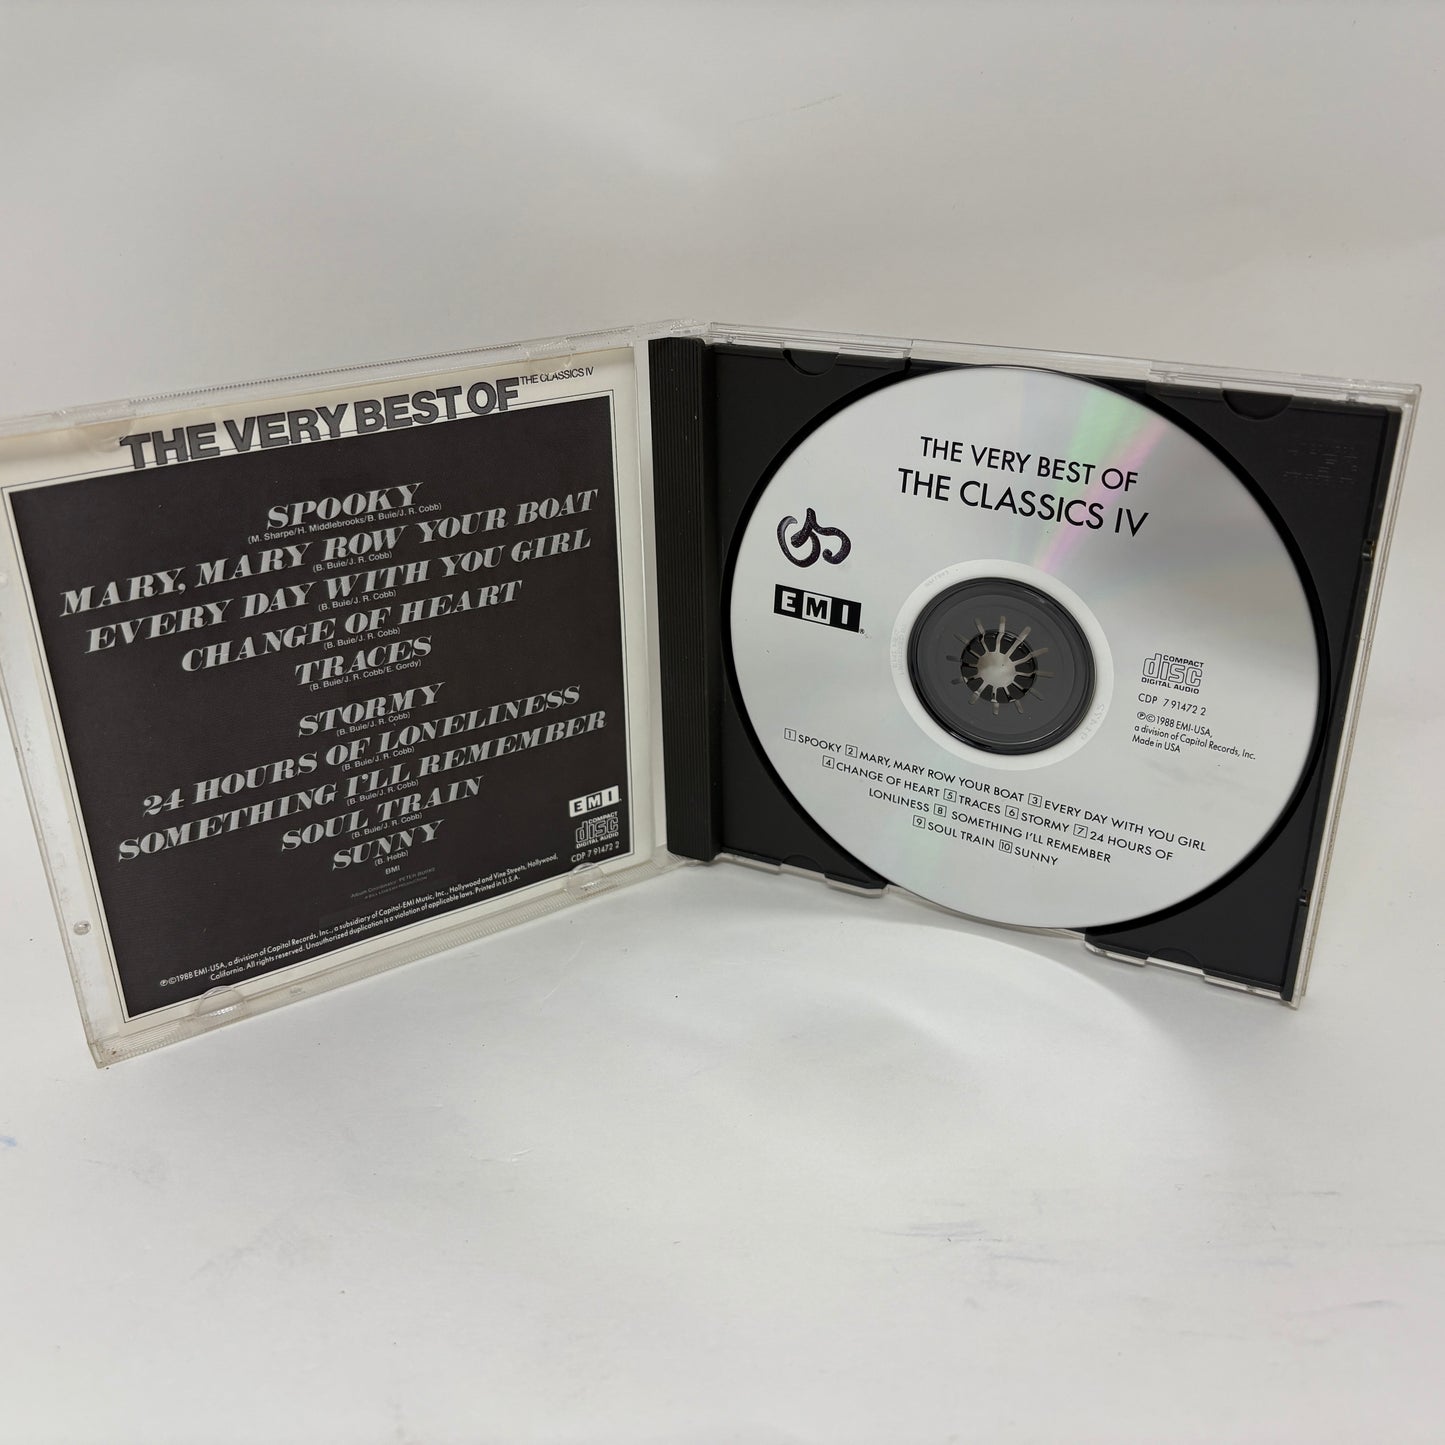 THE VERY BEST OF THE CLASSICS IV
SPOOKY
(M. Sharpe/H. Middlebrooks/B. Buie/J. R. Cobb)
MARY, MARY ROW YOUR BOAT
(B. Buie/J. R. Cobb)
EVERY DAY WITH YOU GIRL
(B. Buie/J. R. Cobb)
CHANGE OF HEART
(B. Buie/J. R. Cobb)
TRACES
(B. Buie/J. R. Cobb/E. Gordy)
STORMY
(B. Buie/J. R. Cobb)
24 HOURS OF LONELINESS
(B. Buie/J. R. Cobb)
SOMETHING I'LL REMEMBER
(B. Buie/J. R. Cobb)
SOUL TRAIN
(B. Buie/J. R. Cobb)
SUNNY
(B. Hebb)
BMI
EMI
COMPACT
disc
DIGITAL AUDIO
CDP 7 91472 2
℗©1988 EMI-USA, a division of Capitol Records, Inc., a subsidiary of Capitol-EMI Music, Inc., Hollywood and Vine Streets, Hollywood,
California. All rights reserved. Unauthorized duplication is a violation of applicable laws. Printed in U.S.A.
THE VERY BEST OF
THE CLASSICS IV
EMI®
COMPACT
disc
DIGITAL AUDIO
CDP 7 91472 2
℗©1988 EMI-USA,
a division of Capitol Records, Inc.
Made in USA
1 SPOOKY 2 MARY, MARY ROW YOUR BOAT 3 EVERY DAY WITH YOU GIRL
4 CHANGE OF HEART 5 TRACES 6 STORMY 7 24 HOURS OF
LONLINESS 8 SOMETHING I'LL REMEMBER
9 SOUL TRAIN 10 SUNNY